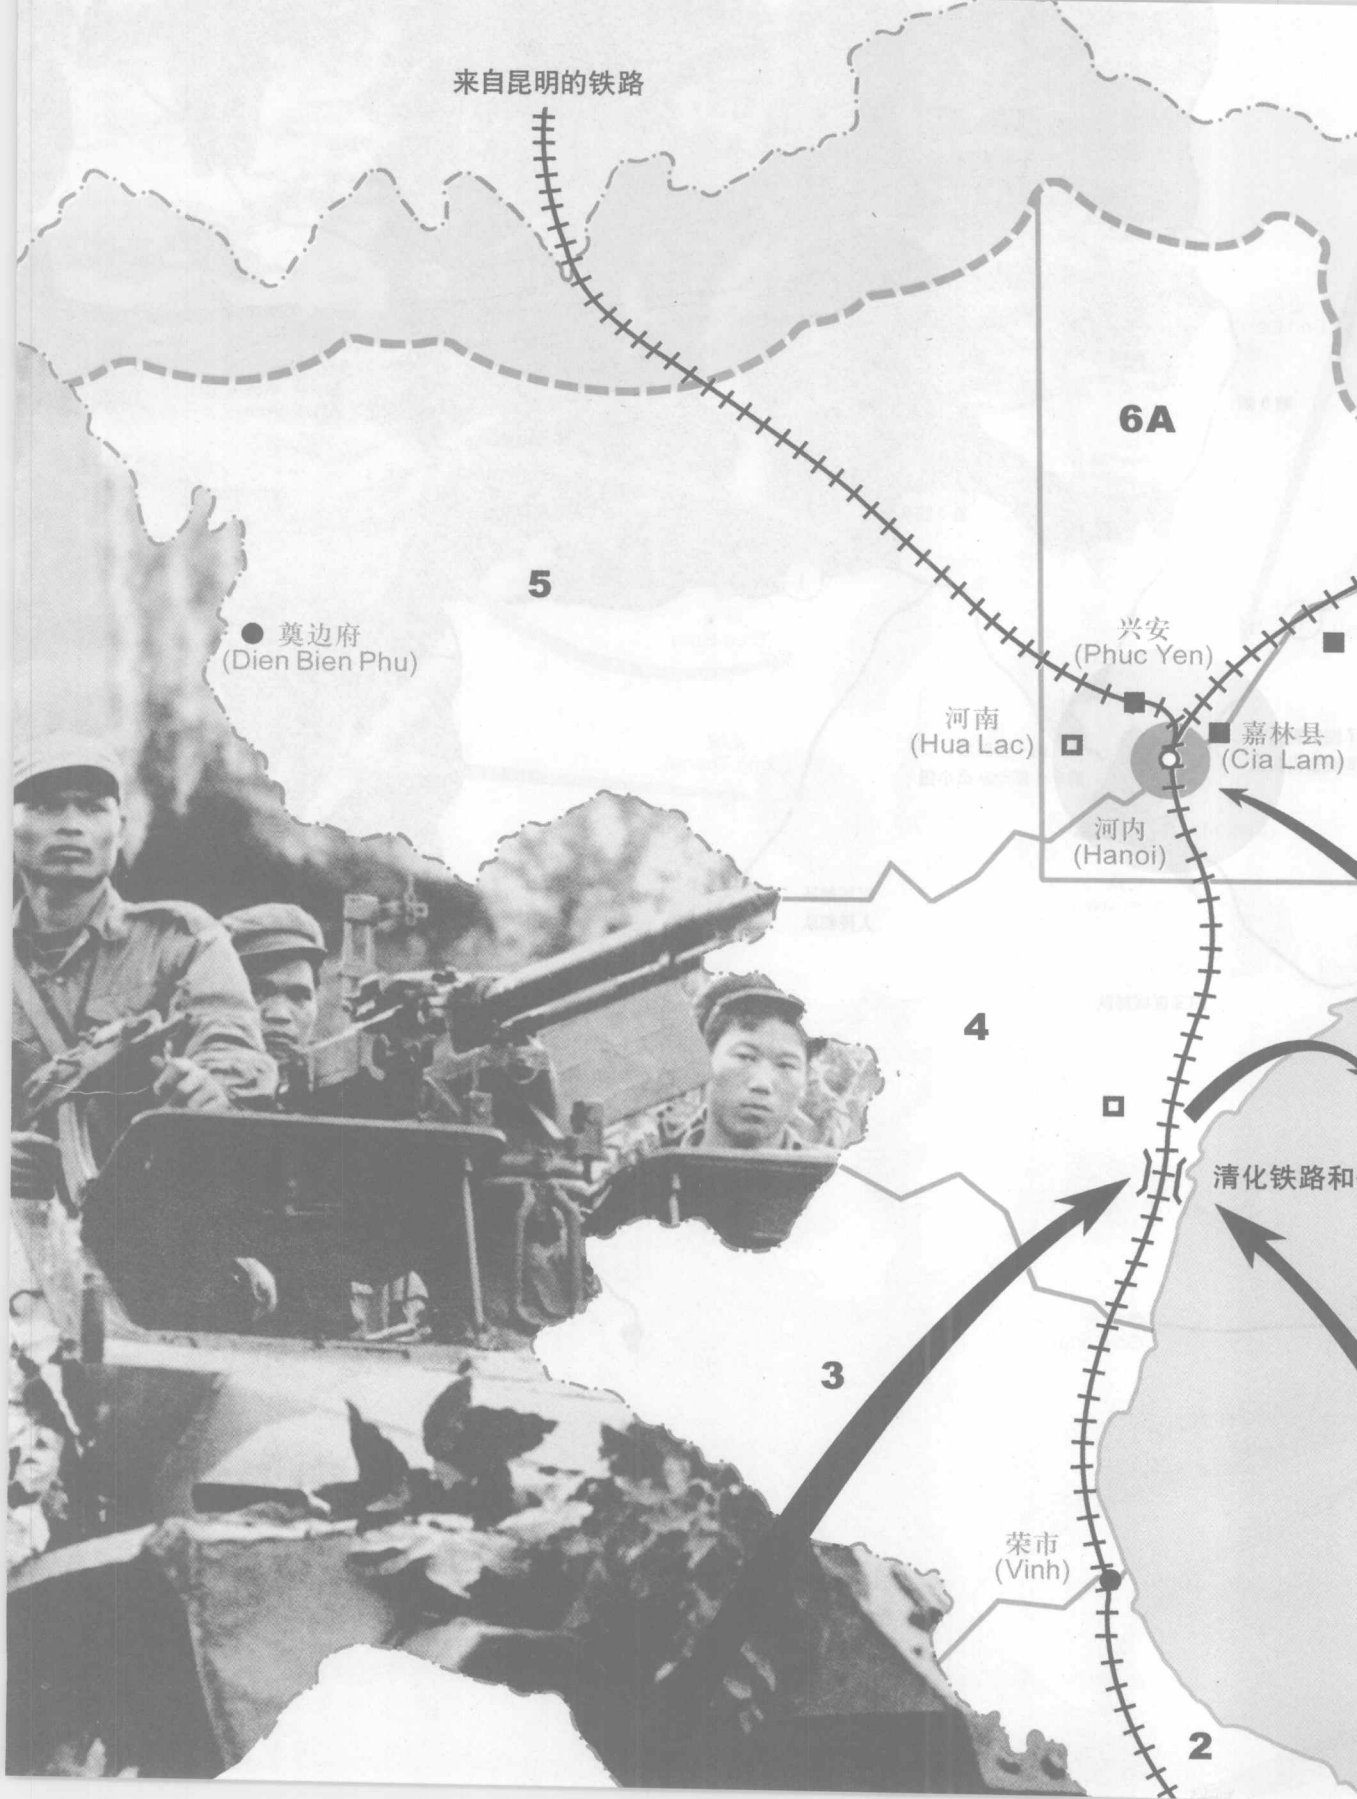 来自昆明的铁路
6A
5
奠边府
(Dien Bien Phu)
兴安
(Phuc Yen)
河南
(Hua Lac)
嘉林县
(Cia Lam)
河内
(Hanoi)
4
清化铁路和
3
荣市
(Vinh)
2